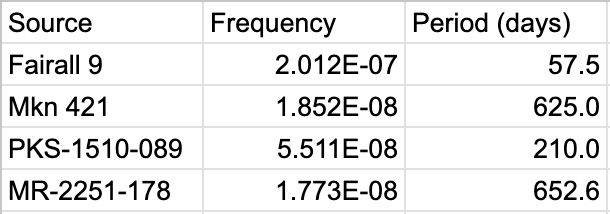 Source Frequency Period (days)
Fairall 9 2.012E-07 57.5
Mkn 421 1.852E-08 625.0
PKS-1510-089 5.511E-08 210.0
MR-2251-178 1.773E-08 652.6